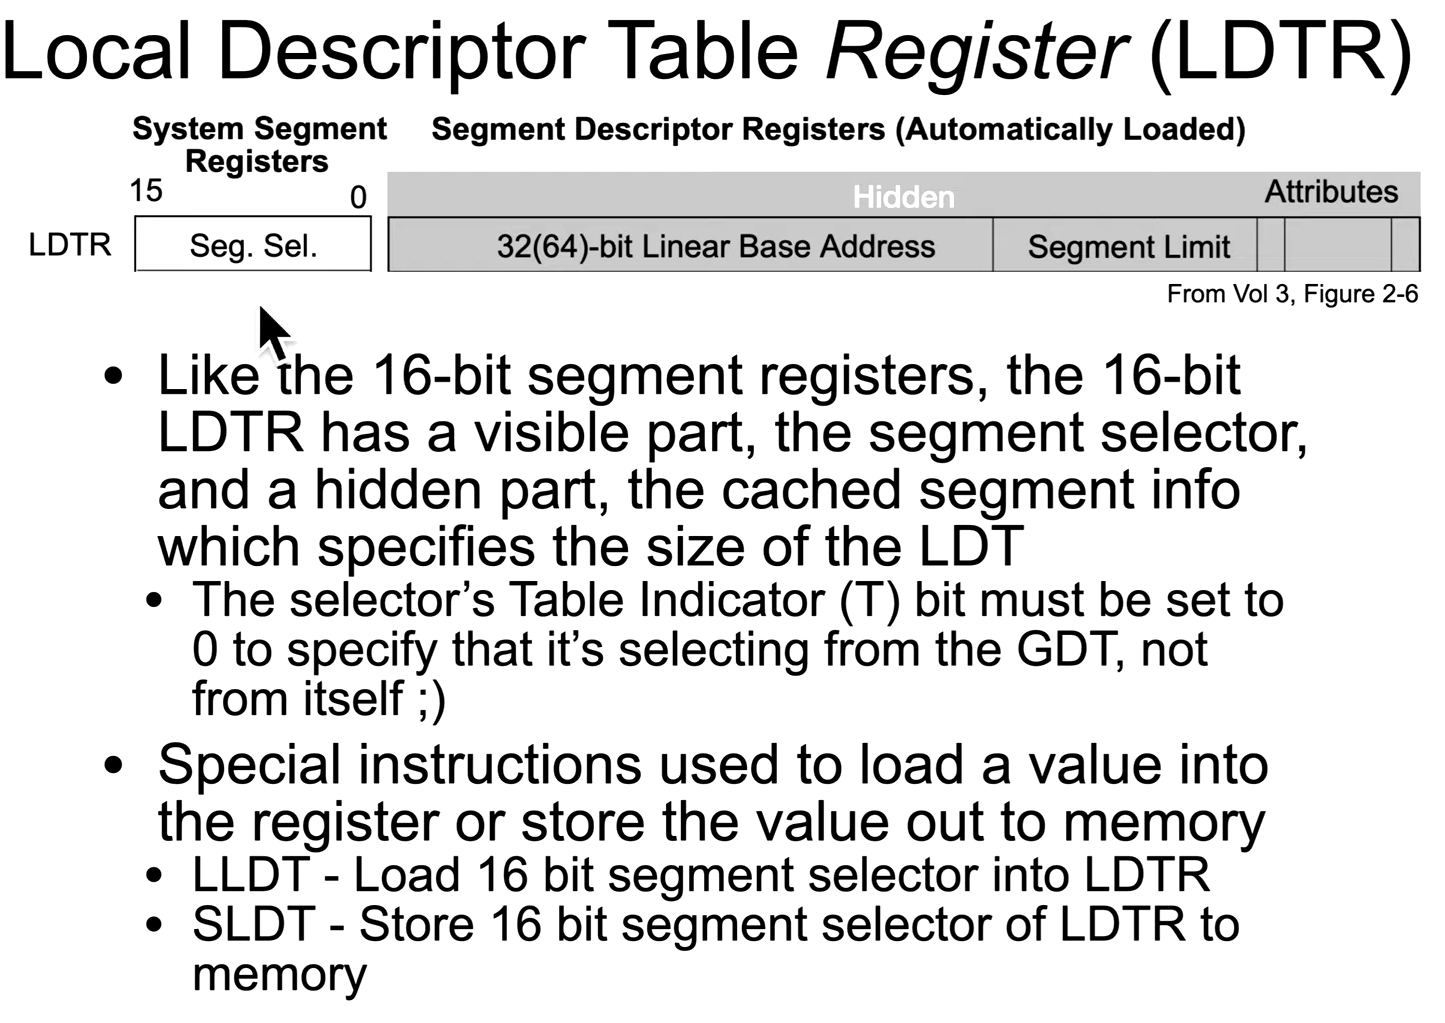 Local Descriptor Table Register (LDTR)
System Segment
Registers
Segment Descriptor Registers (Automatically Loaded)
15
0
Hidden
Attributes
LDTR
Seg. Sel.
32(64)-bit Linear Base Address
Segment Limit
From Vol 3, Figure 2-6
• Like the 16-bit segment registers, the 16-bit
LDTR has a visible part, the segment selector,
and a hidden part, the cached segment info
which specifies the size of the LDT
• The selector’s Table Indicator (T) bit must be set to
0 to specify that it’s selecting from the GDT, not
from itself ;)
• Special instructions used to load a value into
the register or store the value out to memory
• LLDT - Load 16 bit segment selector into LDTR
• SLDT - Store 16 bit segment selector of LDTR to
memory